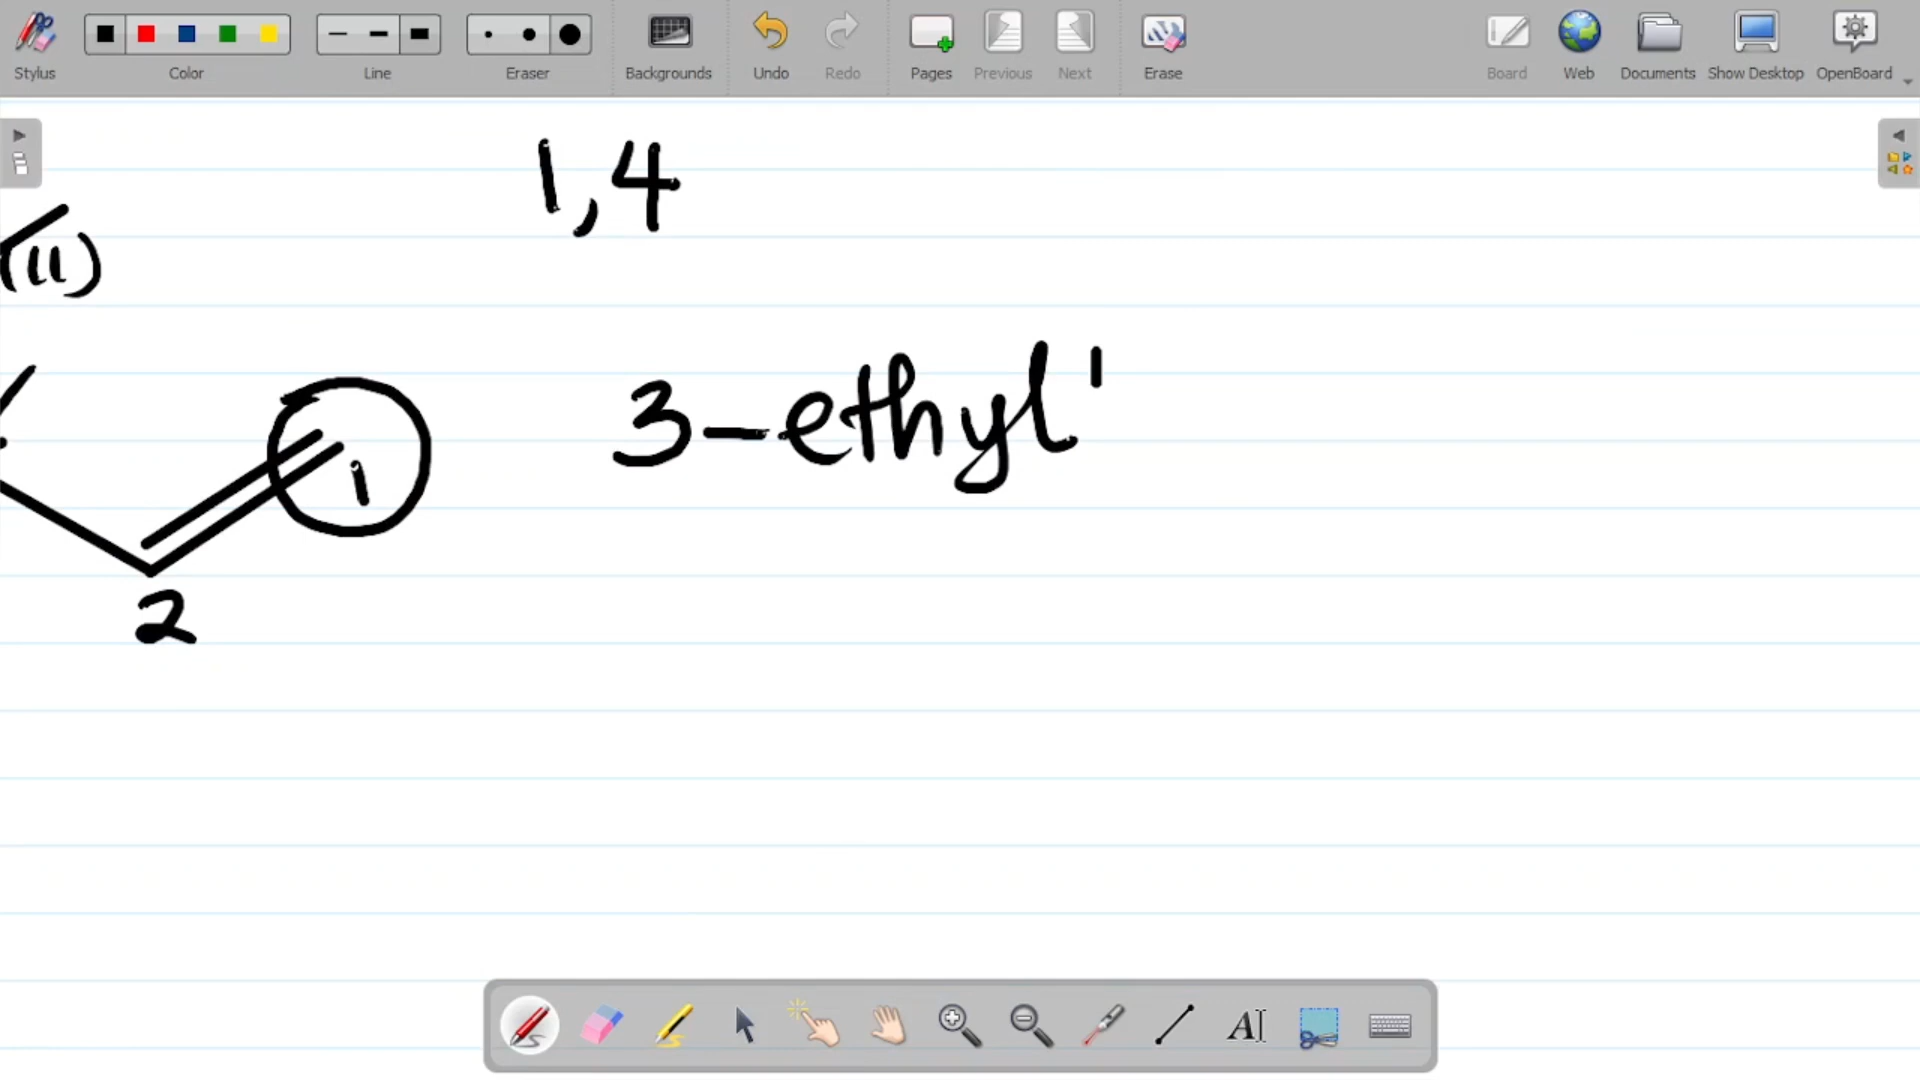 Stylus Color Line Eraser Backgrounds Undo Redo Pages Previous Next Erase Board Web Documents Show Desktop OpenBoard
1,4
(11)
3-ethyl
1
2